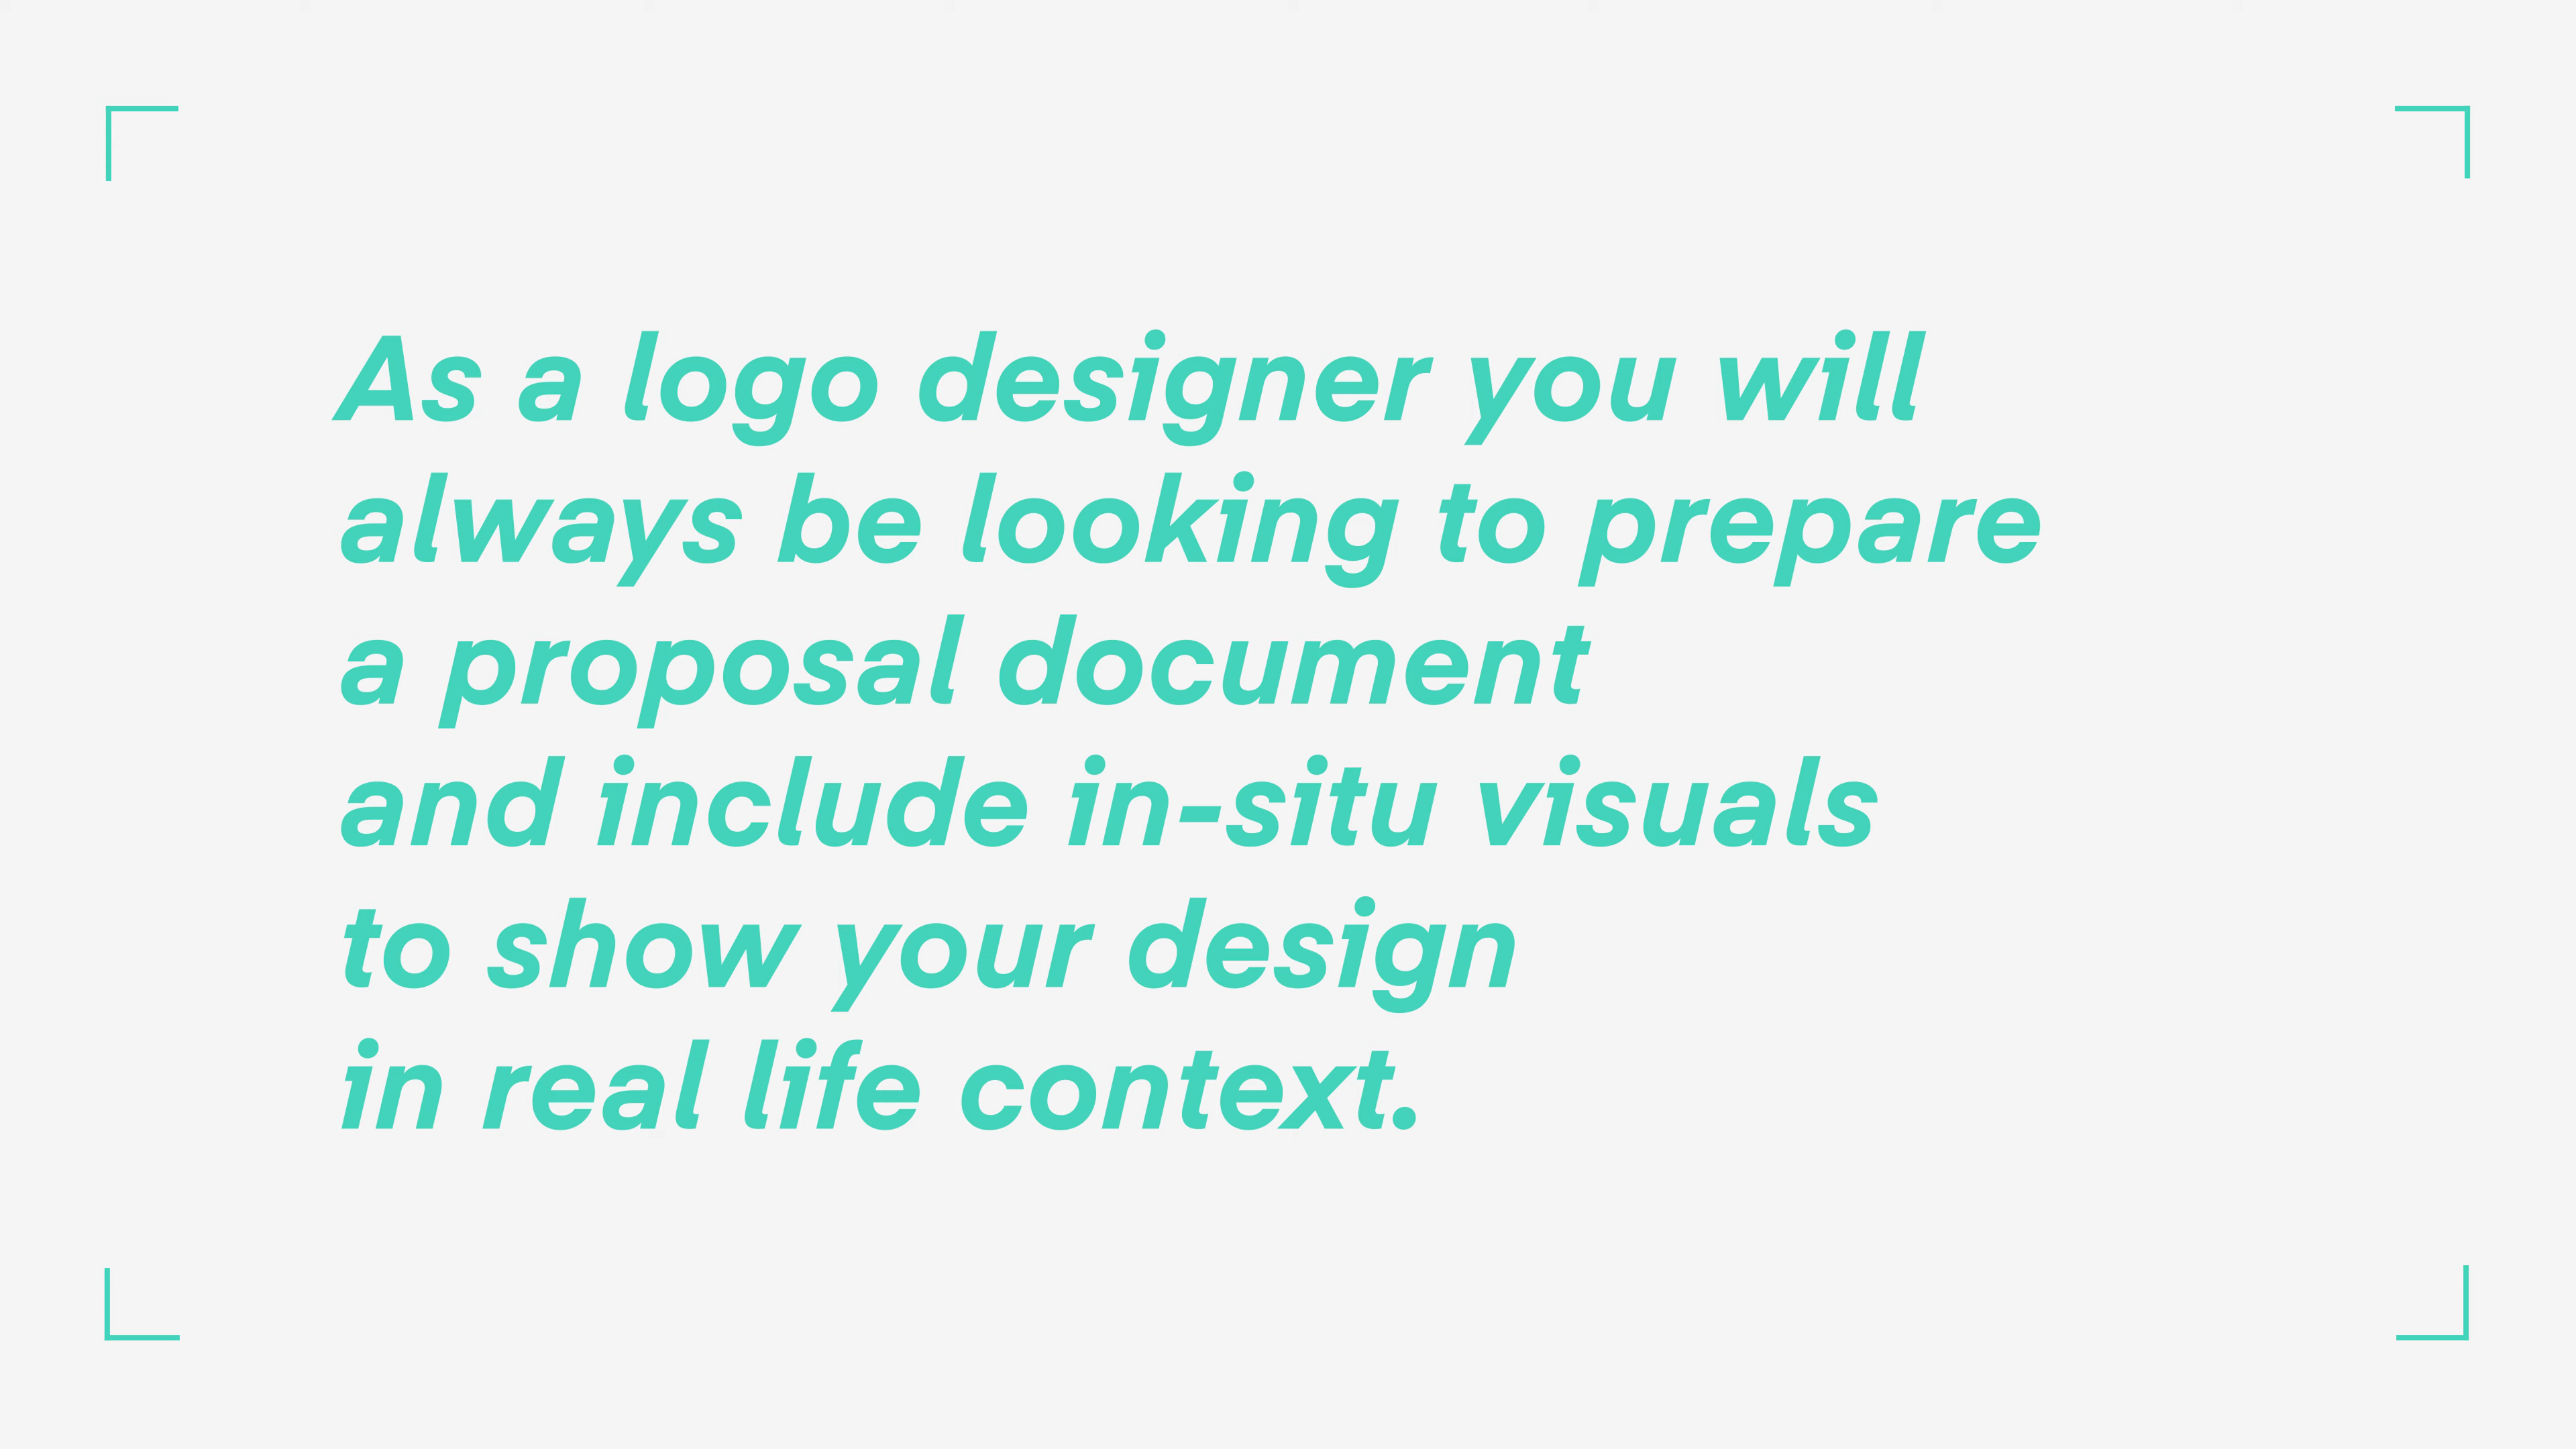 As a logo designer you will
always be looking to prepare
a proposal document
and include in-situ visuals
to show your design
in real life context.